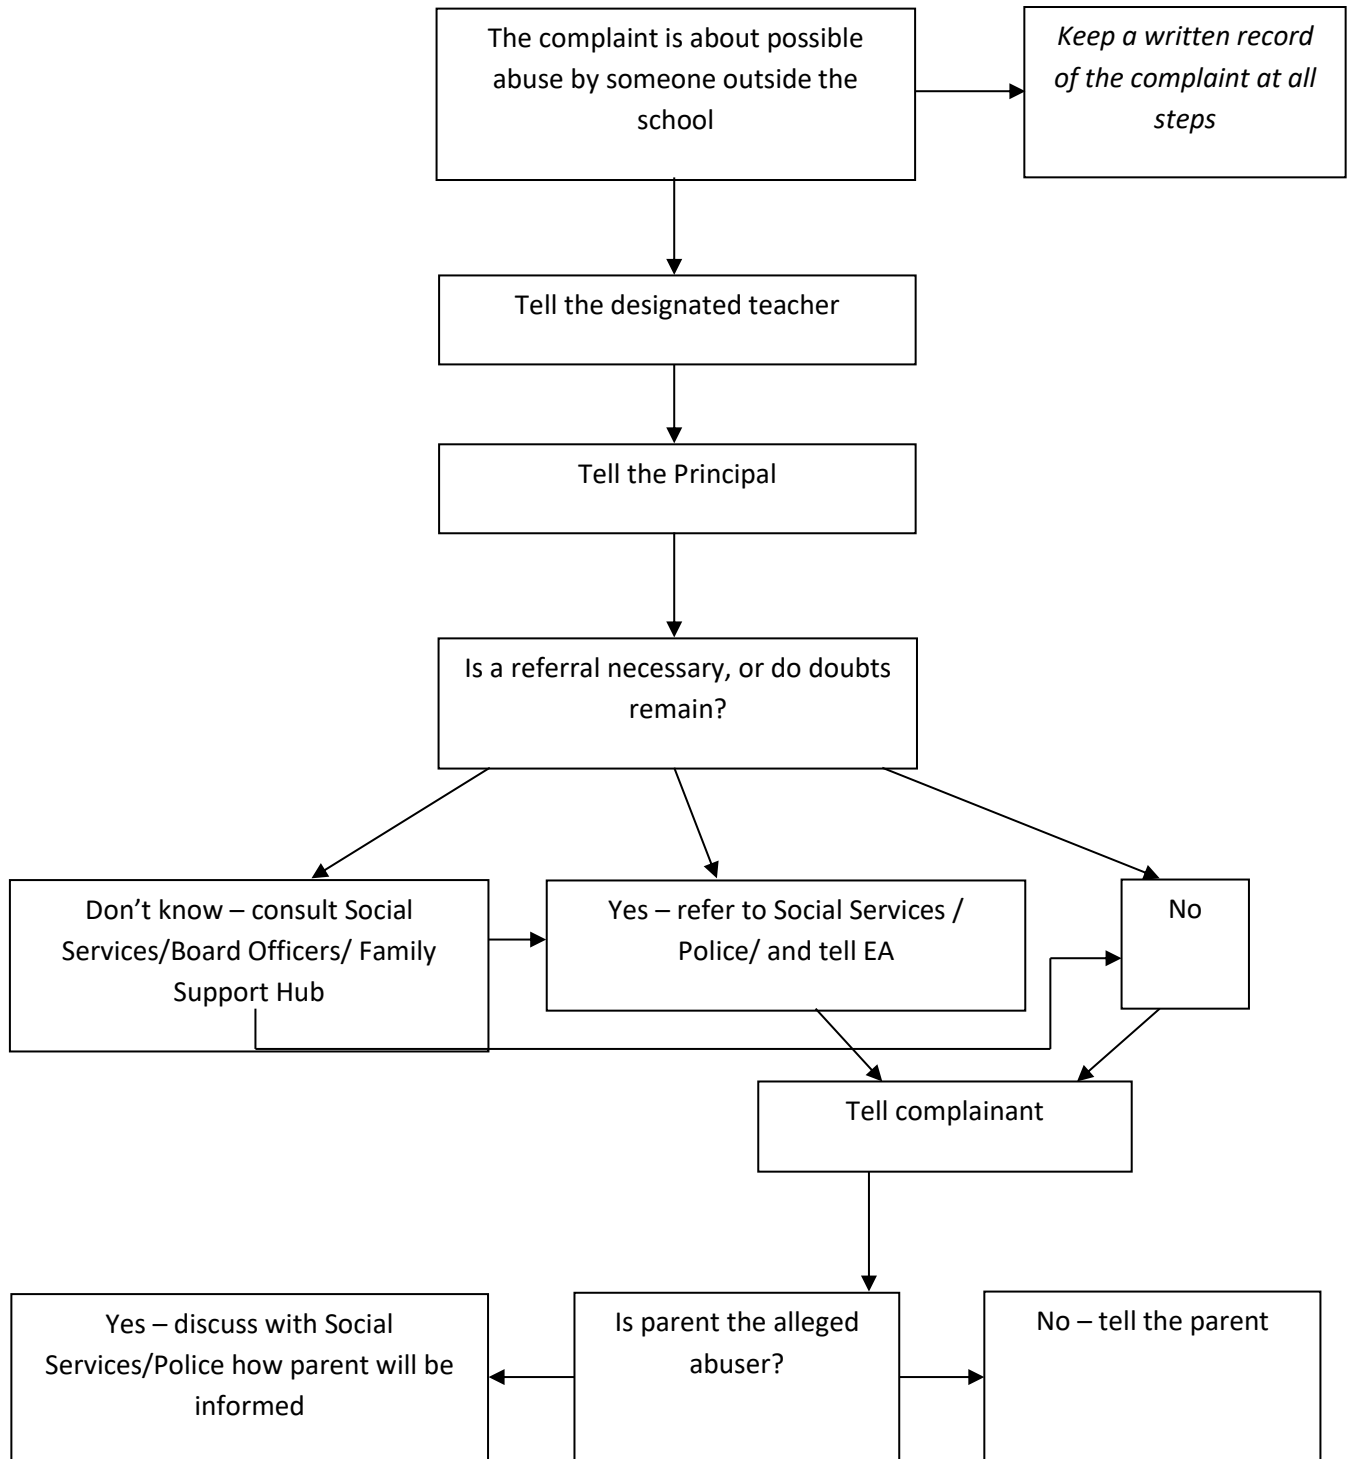 The complaint is about possible
abuse by someone outside the
school
Keep a written record
of the complaint at all
steps
Tell the designated teacher
Tell the Principal
Is a referral necessary, or do doubts
remain?
Don’t know – consult Social
Services/Board Officers/ Family
Support Hub
Yes – refer to Social Services /
Police/ and tell EA
No
Tell complainant
Yes – discuss with Social
Services/Police how parent will be
informed
Is parent the alleged
abuser?
No – tell the parent